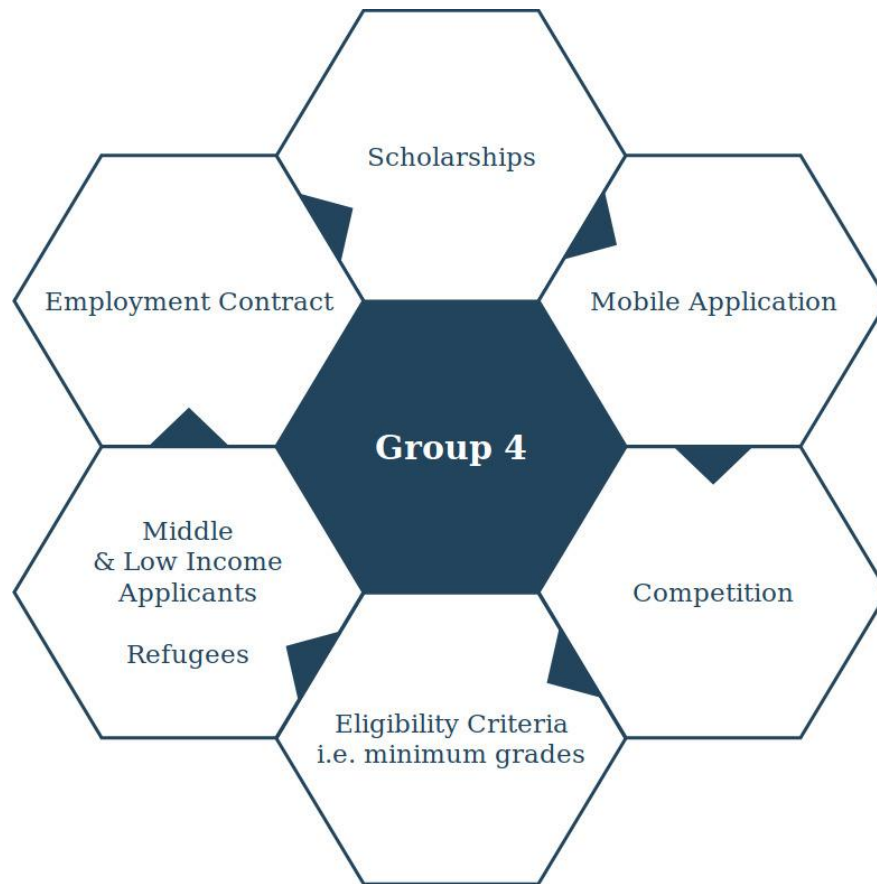 Scholarships
Employment Contract
Mobile Application
Group 4
Middle
& Low Income
Applicants
Refugees
Competition
Eligibility Criteria
i.e. minimum grades